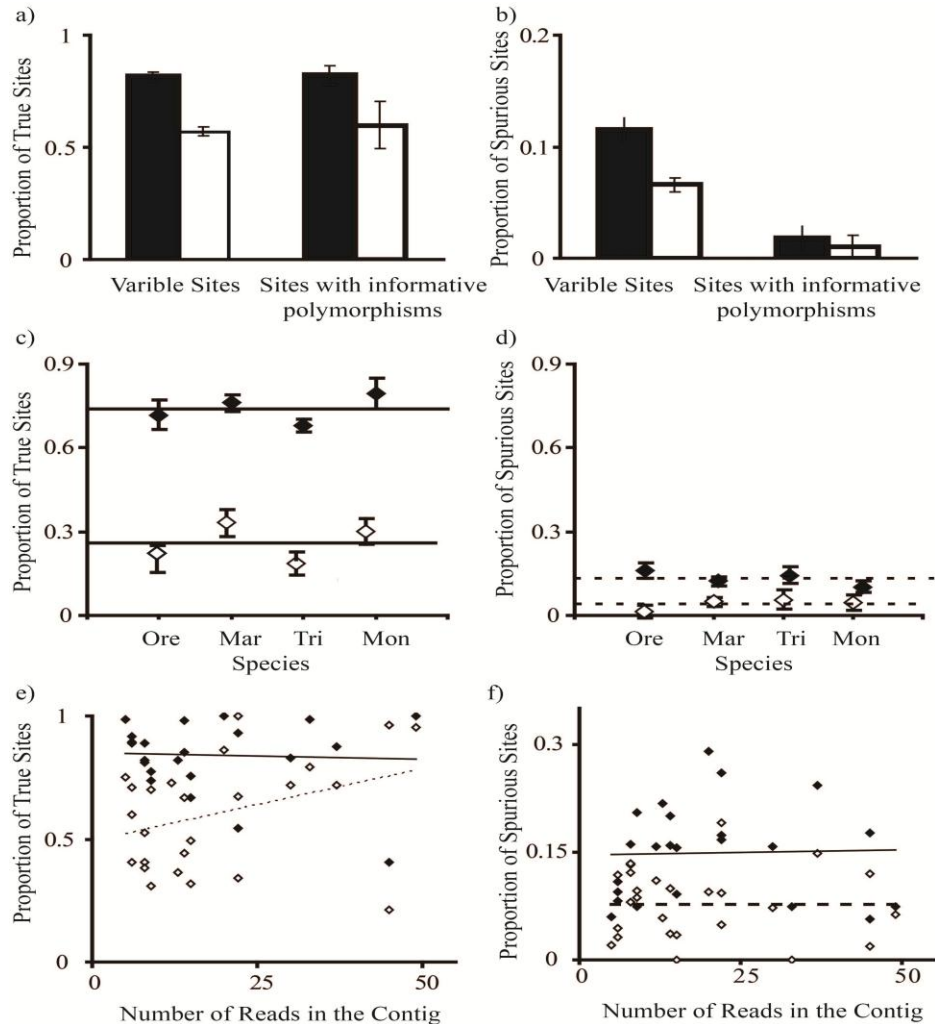 a)
Proportion of True Sites
1
0.5
0
Varible Sites
Sites with informative
polymorphisms
b)
Proportion of Spurious Sites
0.2
0.1
0
Varible Sites
Sites with informative
polymorphisms
c)
Proportion of True Sites
0.9
0.6
0.3
0
Ore Mar Tri Mon
Species
d)
Proportion of Spurious Sites
0.9
0.6
0.3
0
Ore Mar Tri Mon
Species
e)
Proportion of True Sites
1
0.5
0
0 25 50
Number of Reads in the Contig
f)
Proportion of Spurious Sites
0.3
0.15
0
0 25 50
Number of Reads in the Contig